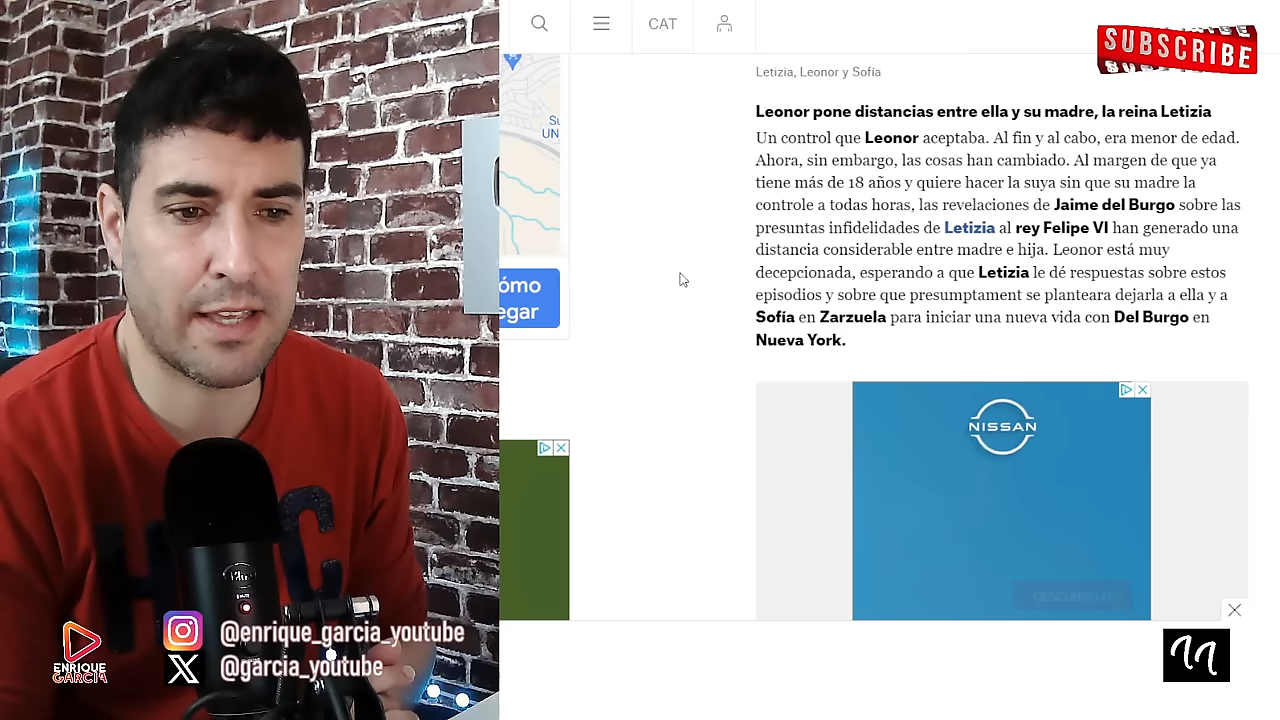 CAT
SUBSCRIBE
Letizia, Leonor y Sofía
Leonor pone distancias entre ella y su madre, la reina Letizia
Un control que Leonor aceptaba. Al fin y al cabo, era menor de edad.
Ahora, sin embargo, las cosas han cambiado. Al margen de que ya
tiene más de 18 años y quiere hacer la suya sin que su madre la
controle a todas horas, las revelaciones de Jaime del Burgo sobre las
presuntas infidelidades de Letizia al rey Felipe VI han generado una
distancia considerable entre madre e hija. Leonor está muy
decepcionada, esperando a que Letizia le dé respuestas sobre estos
episodios y sobre que presumptament se planteara dejarla a ella y a
Sofía en Zarzuela para iniciar una nueva vida con Del Burgo en
Nueva York.
UN
ómo
egar
NISSAN
DESCÚBRELO
H C
@enrique_garcia_youtube
@garcia_youtube
ENRIQUE
GARCIA